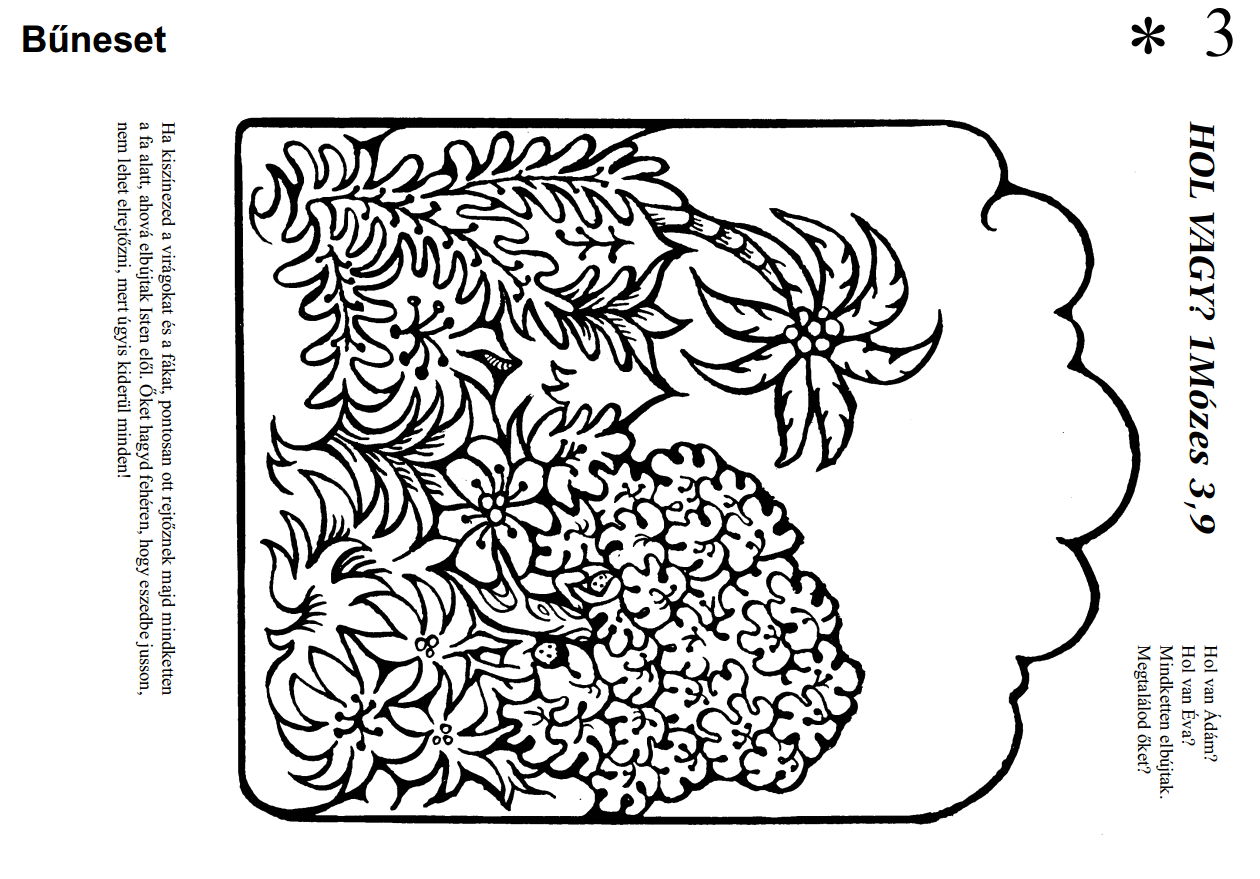 Bűneset
* 3
HOL VAGY? 1Mózes 3,9
Hol van Ádám?
Hol van Éva?
Mindketten elbújtak.
Megtalálod őket?
Ha kiszínezed a virágokat és a fákat, pontosan ott rejtőznek majd mindketten
a fa alatt, ahová elbújtak Isten elől. Őket hagyd fehéren, hogy eszedbe jusson,
nem lehet elrejtőzni, mert úgyis kiderül minden!